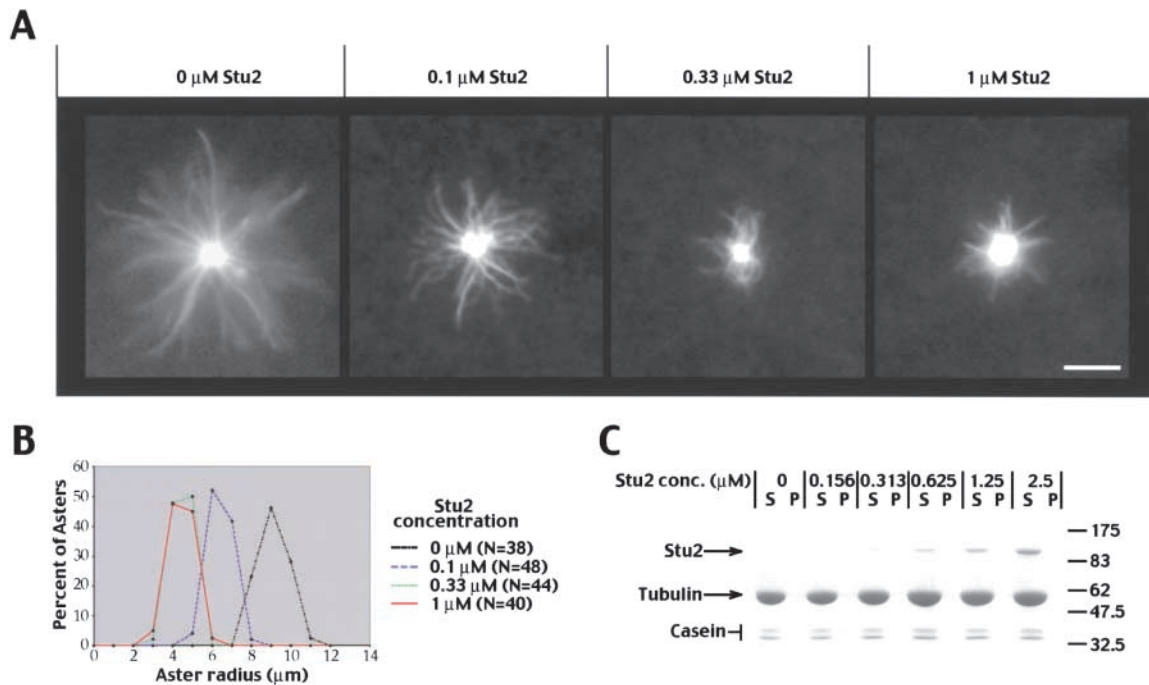 A
0 μM Stu2 0.1 μM Stu2 0.33 μM Stu2 1 μM Stu2
B
60
50
40
30
20
10
0
Percent of Asters
0 2 4 6 8 10 12 14
Aster radius (μm)
Stu2
concentration
0 μM (N=38)
0.1 μM (N=48)
0.33 μM (N=44)
1 μM (N=40)
C
Stu2 conc. (μM) 0 0.156 0.313 0.625 1.25 2.5
S P S P S P S P S P S P
Stu2
Tubulin
Casein
175
83
62
47.5
32.5